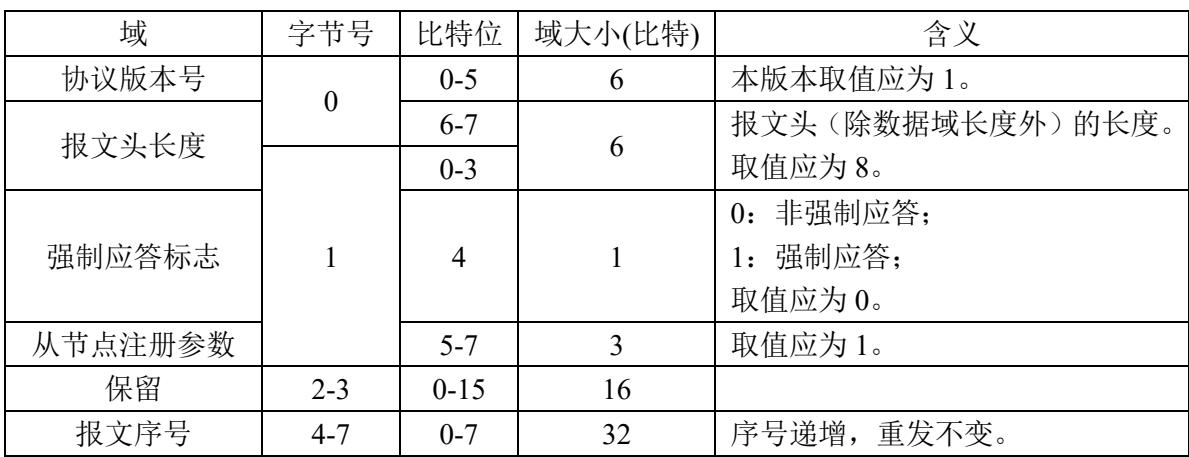 域 字节号 比特位 域大小(比特) 含义
协议版本号 0 0-5 6 本版本取值应为 1。
报文头长度 6-7 6 报文头（除数据域长度外）的长度。
1 0-3 取值应为 8。
强制应答标志 4 1 0：非强制应答；
1：强制应答；
取值应为 0。
从节点注册参数 5-7 3 取值应为 1。
保留 2-3 0-15 16
报文序号 4-7 0-7 32 序号递增，重发不变。